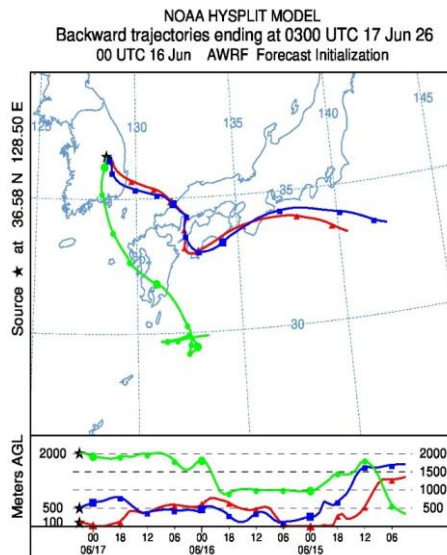 NOAA HYSPLIT MODEL
Backward trajectories ending at 0300 UTC 17 Jun 26
00 UTC 16 Jun AWRF Forecast Initialization
125
130
135
140
145
35
30
Source ★ at 36.58 N 128.50 E
Meters AGL
2000
500
100
2000
1500
1000
500
00 18 12 06 00 18 12 06 00 18 12 06
06/17 06/16 06/15